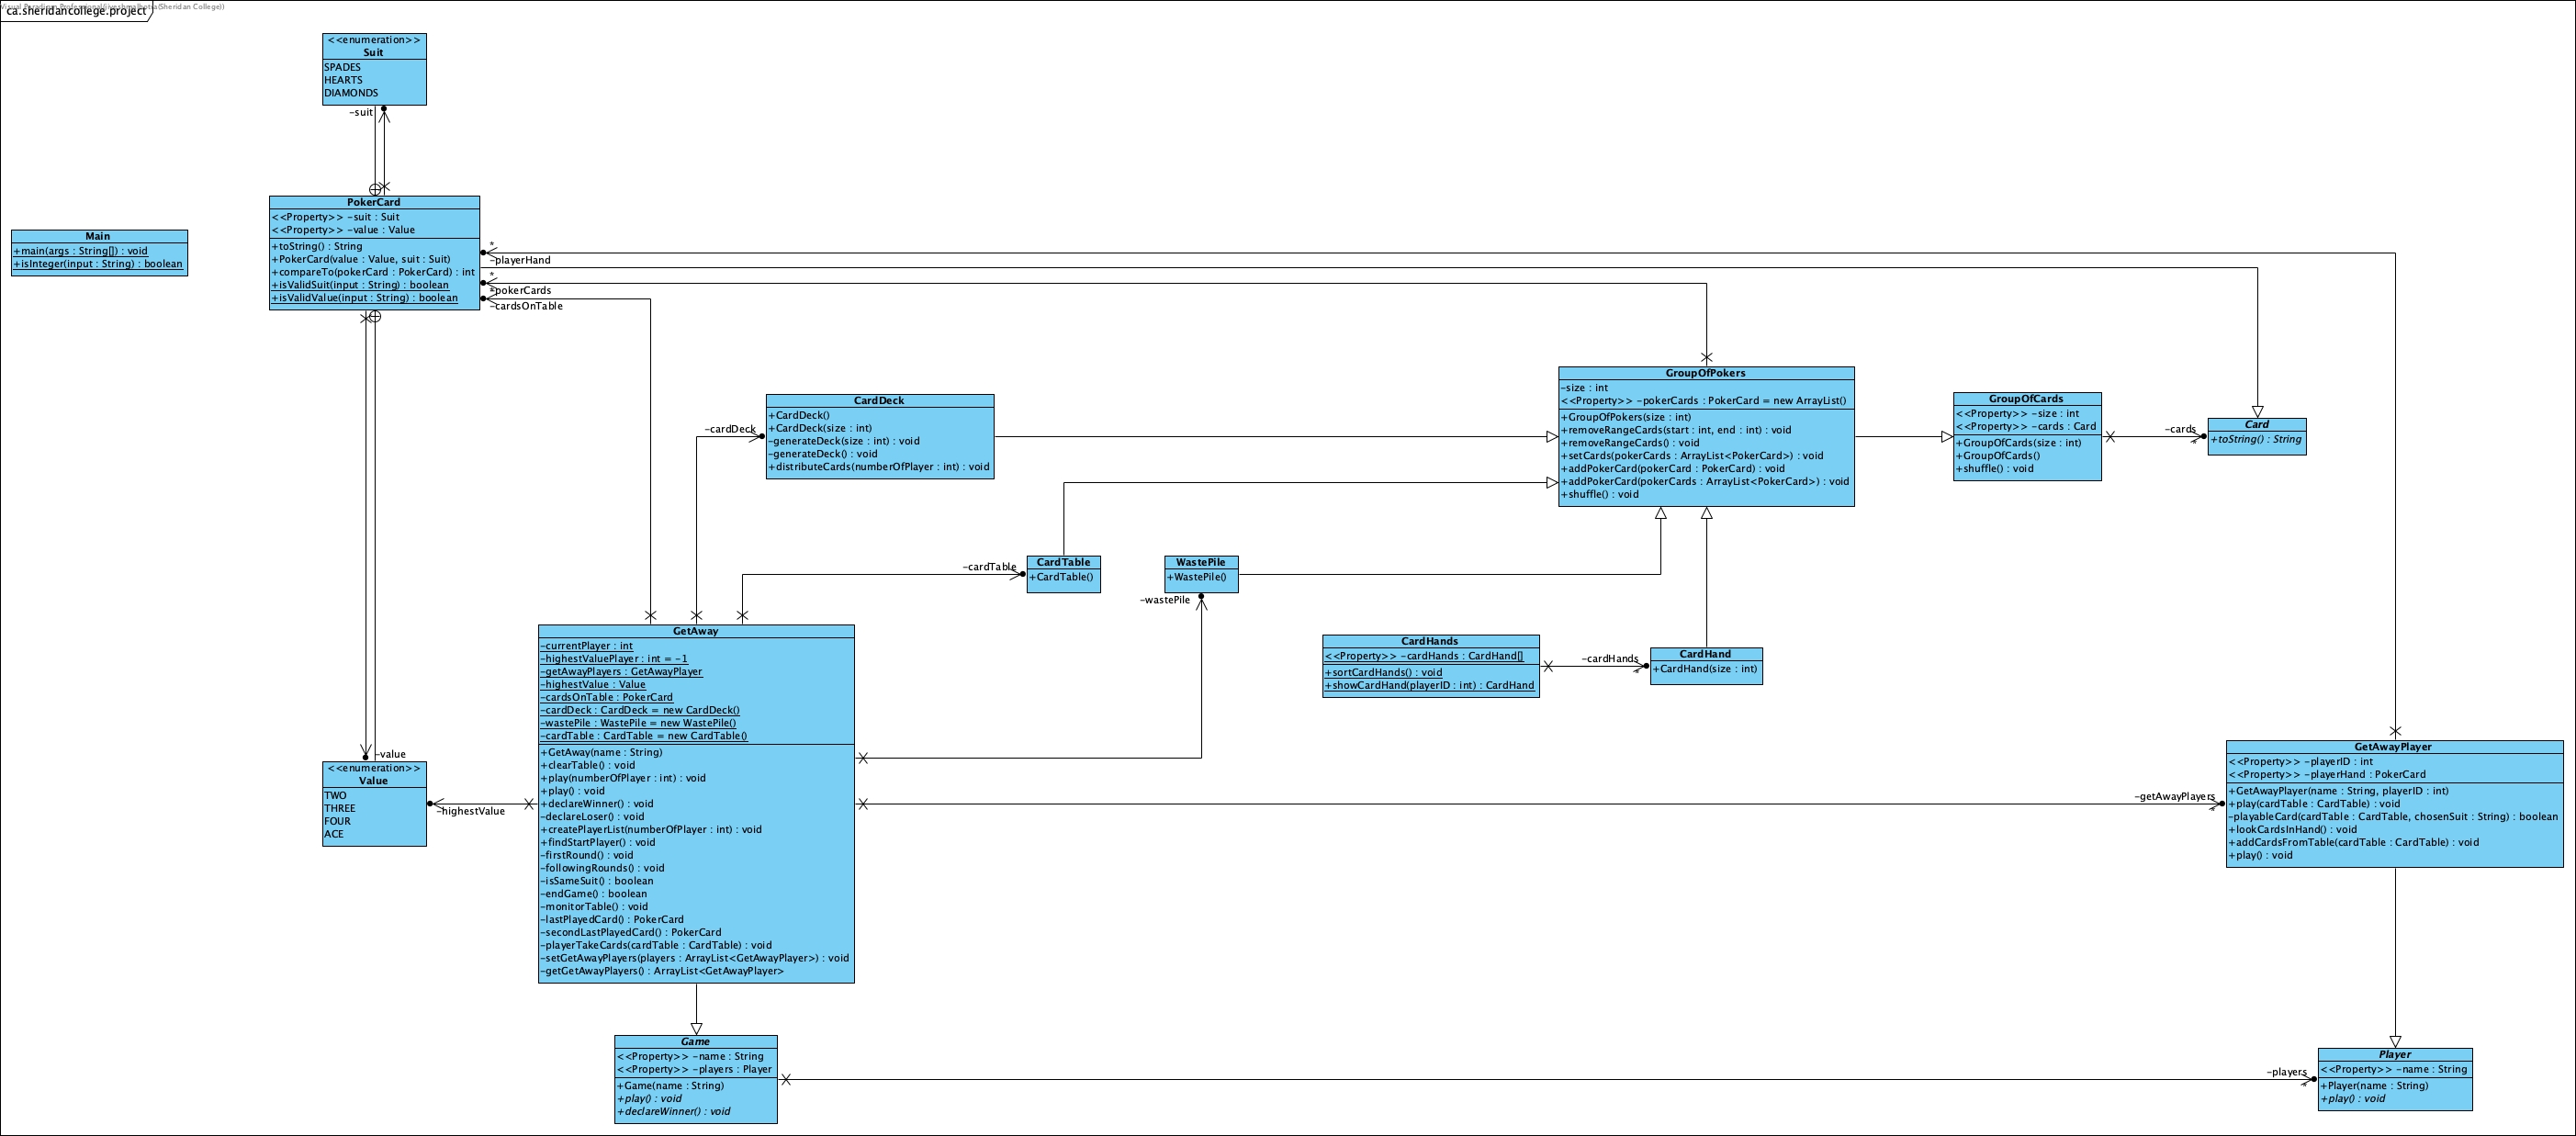 Visual Paradigm Professional(jiveshmalhotra(Sheridan College))
ca.sheridancollege.project
<<enumeration>>
Suit
SPADES
HEARTS
DIAMONDS
-suit
PokerCard
<<Property>> -suit : Suit
<<Property>> -value : Value
+toString() : String
+PokerCard(value : Value, suit : Suit)
+compareTo(pokerCard : PokerCard) : int
+isValidSuit(input : String) : boolean
+isValidValue(input : String) : boolean
Main
+main(args : String[]) : void
+isInteger(input : String) : boolean
*
-playerHand
*
-pokerCards
*
-cardsOnTable
GroupOfPokers
-size : int
<<Property>> -pokerCards : PokerCard = new ArrayList()
+GroupOfPokers(size : int)
+removeRangeCards(start : int, end : int) : void
+removeRangeCards() : void
+setCards(pokerCards : ArrayList<PokerCard>) : void
+addPokerCard(pokerCard : PokerCard) : void
+addPokerCard(pokerCards : ArrayList<PokerCard>) : void
+shuffle() : void
CardDeck
+CardDeck()
+CardDeck(size : int)
-generateDeck(size : int) : void
-generateDeck() : void
+distributeCards(numberOfPlayer : int) : void
-cardDeck
GroupOfCards
<<Property>> -size : int
<<Property>> -cards : Card
+GroupOfCards(size : int)
+GroupOfCards()
+shuffle() : void
-cards
*
Card
+toString() : String
-cardTable
CardTable
+CardTable()
WastePile
+WastePile()
-wastePile
CardHands
<<Property>> -cardHands : CardHand[]
+sortCardHands() : void
+showCardHand(playerID : int) : CardHand
-cardHands
*
CardHand
+CardHand(size : int)
GetAway
-currentPlayer : int
-highestValuePlayer : int = -1
-getAwayPlayers : GetAwayPlayer
-highestValue : Value
-cardsOnTable : PokerCard
-cardDeck : CardDeck = new CardDeck()
-wastePile : WastePile = new WastePile()
-cardTable : CardTable = new CardTable()
+GetAway(name : String)
+clearTable() : void
+play(numberOfPlayer : int) : void
+play() : void
+declareWinner() : void
-declareLoser() : void
+createPlayerList(numberOfPlayer : int) : void
+findStartPlayer() : void
-firstRound() : void
-followingRounds() : void
-isSameSuit() : boolean
-endGame() : boolean
-monitorTable() : void
-lastPlayedCard() : PokerCard
-secondLastPlayedCard() : PokerCard
-playerTakeCards(cardTable : CardTable) : void
-setGetAwayPlayers(players : ArrayList<GetAwayPlayer>) : void
-getGetAwayPlayers() : ArrayList<GetAwayPlayer>
-value
<<enumeration>>
Value
TWO
THREE
FOUR
ACE
-highestValue
-getAwayPlayers
*
GetAwayPlayer
<<Property>> -playerID : int
<<Property>> -playerHand : PokerCard
+GetAwayPlayer(name : String, playerID : int)
+play(cardTable : CardTable) : void
-playableCard(cardTable : CardTable, chosenSuit : String) : boolean
+lookCardsInHand() : void
+addCardsFromTable(cardTable : CardTable) : void
+play() : void
Game
<<Property>> -name : String
<<Property>> -players : Player
+Game(name : String)
+play() : void
+declareWinner() : void
-players
*
Player
<<Property>> -name : String
+Player(name : String)
+play() : void